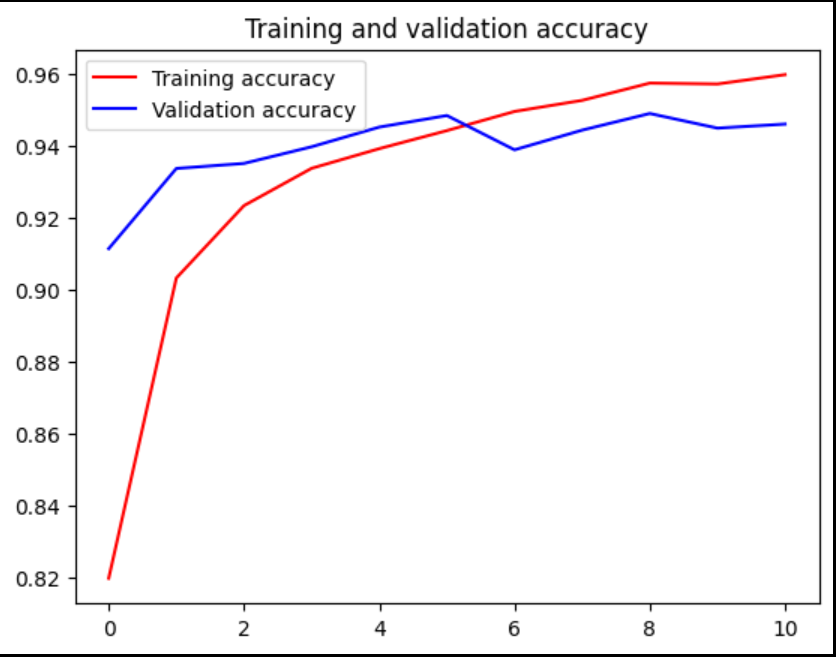 Training and validation accuracy
Training accuracy
Validation accuracy
0.96
0.94
0.92
0.90
0.88
0.86
0.84
0.82
0 2 4 6 8 10